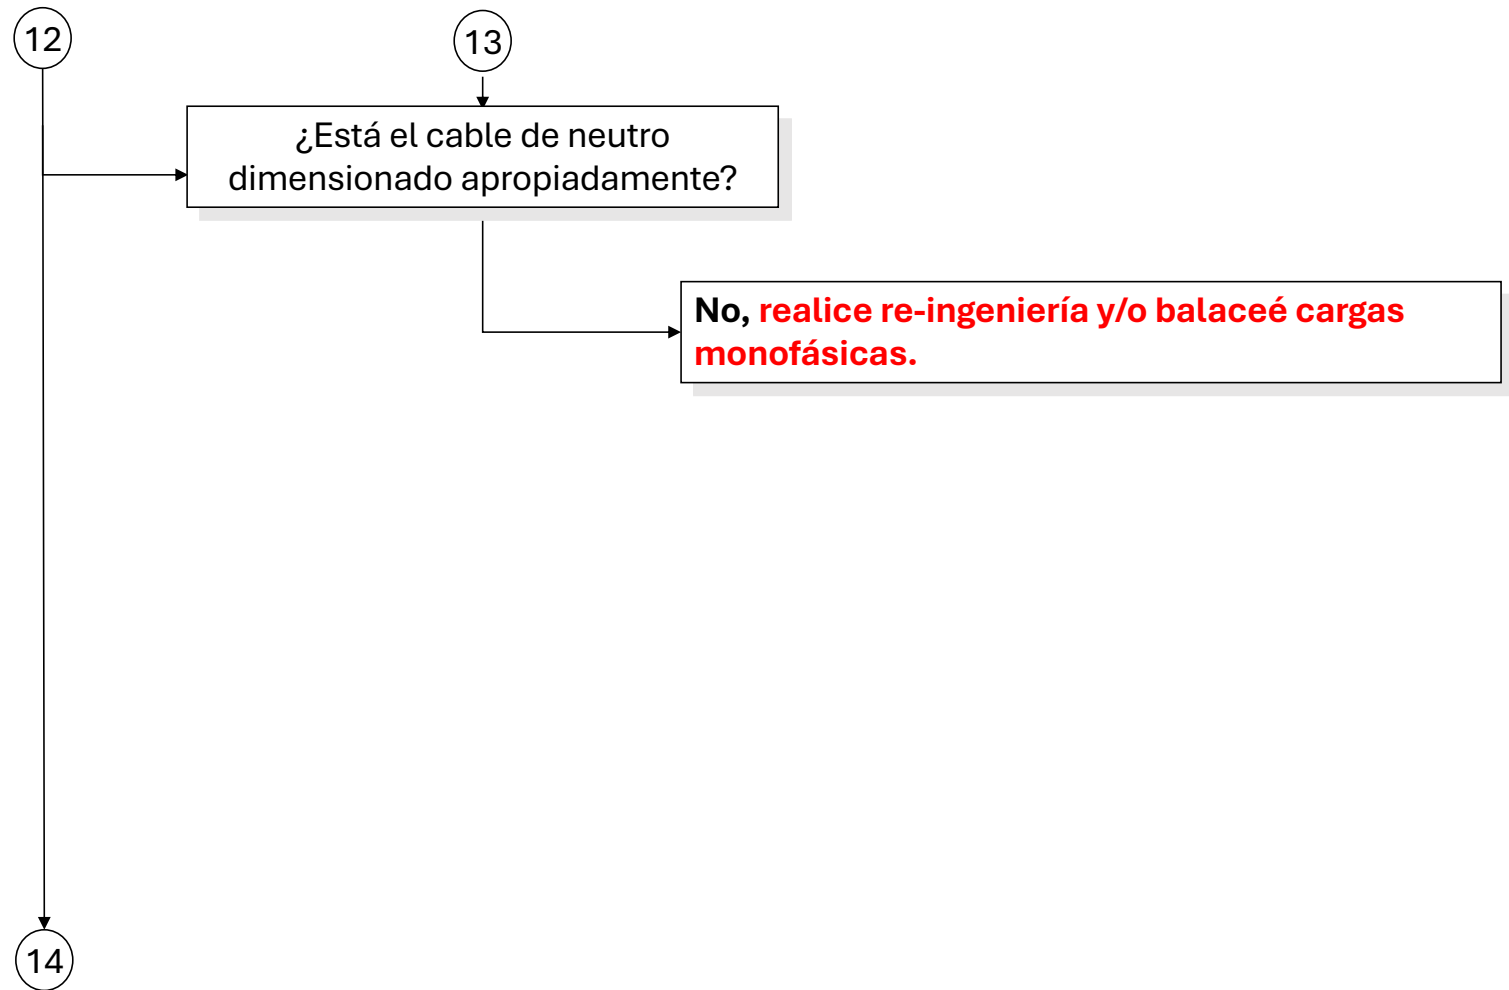 12
13
¿Está el cable de neutro
dimensionado apropiadamente?
No, realice re-ingeniería y/o balaceé cargas
monofásicas.
14